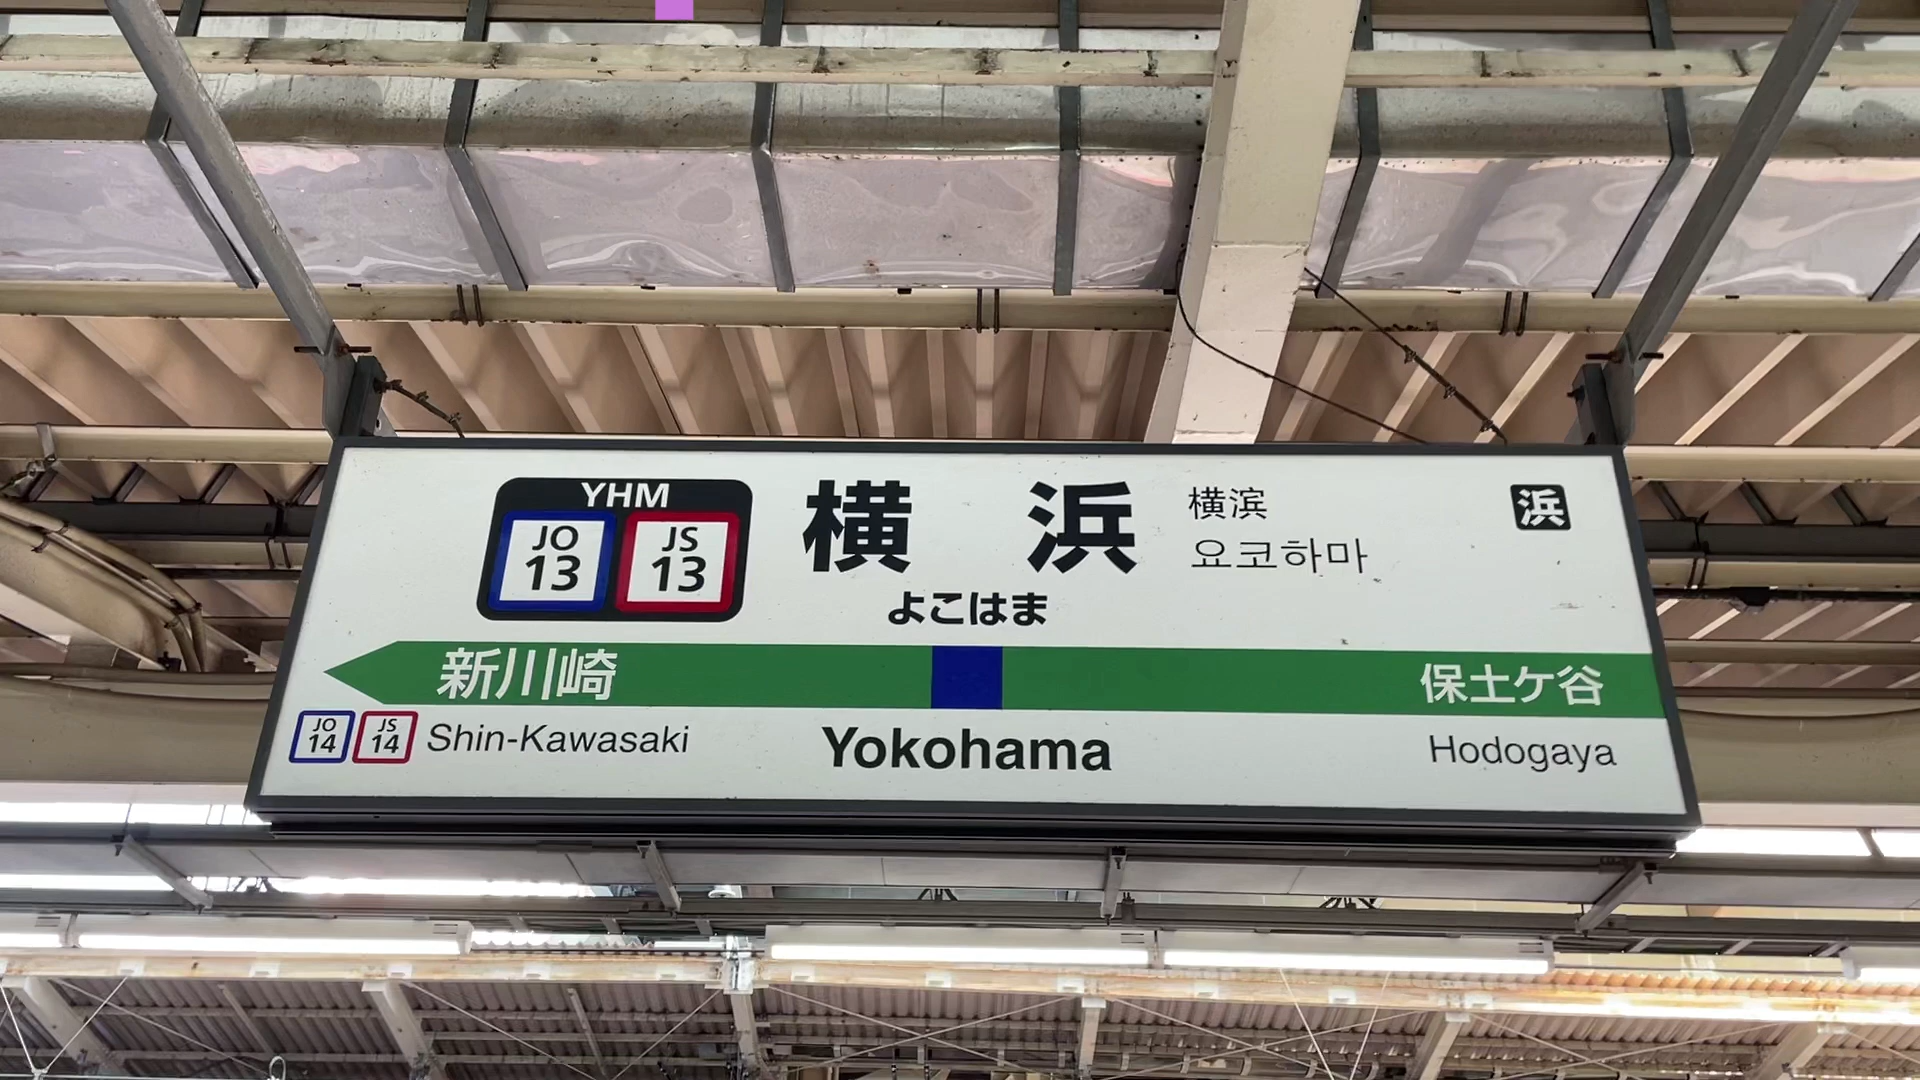 YHM
JO 13
JS 13
横浜
よこはま
横滨
요코하마
浜
新川崎
保土ケ谷
JO 14
JS 14
Shin-Kawasaki
Yokohama
Hodogaya